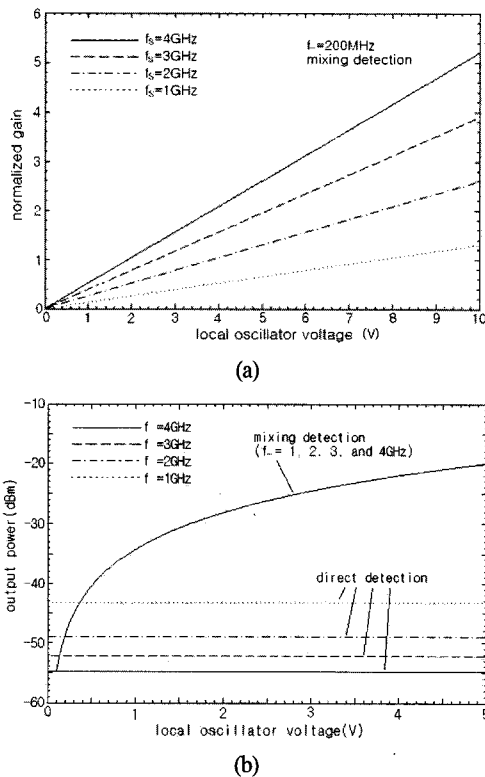 6
5
4
3
2
1
0
normalized gain
fs=4GHz
fs=3GHz
fs=2GHz
fs=1GHz
f-=200MHz
mixing detection
0 1 2 3 4 5 6 7 8 9 10
local oscillator voltage (V)
(a)
-10
-20
-30
-40
-50
-60
output power(dBm)
f =4GHz
f =3GHz
f =2GHz
f =1GHz
mixing detection
(f-= 1, 2, 3, and 4GHz)
direct detection
0 1 2 3 4 5
local oscillator voltage(V)
(b)